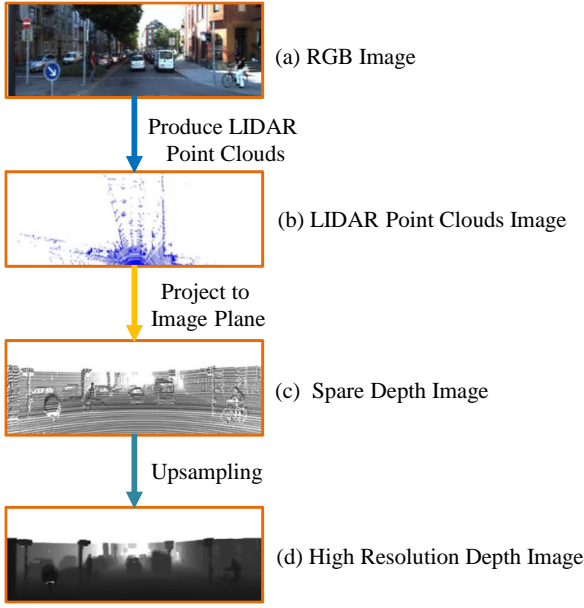 (a) RGB Image
Produce LIDAR
Point Clouds
(b) LIDAR Point Clouds Image
Project to
Image Plane
(c) Spare Depth Image
Upsampling
(d) High Resolution Depth Image